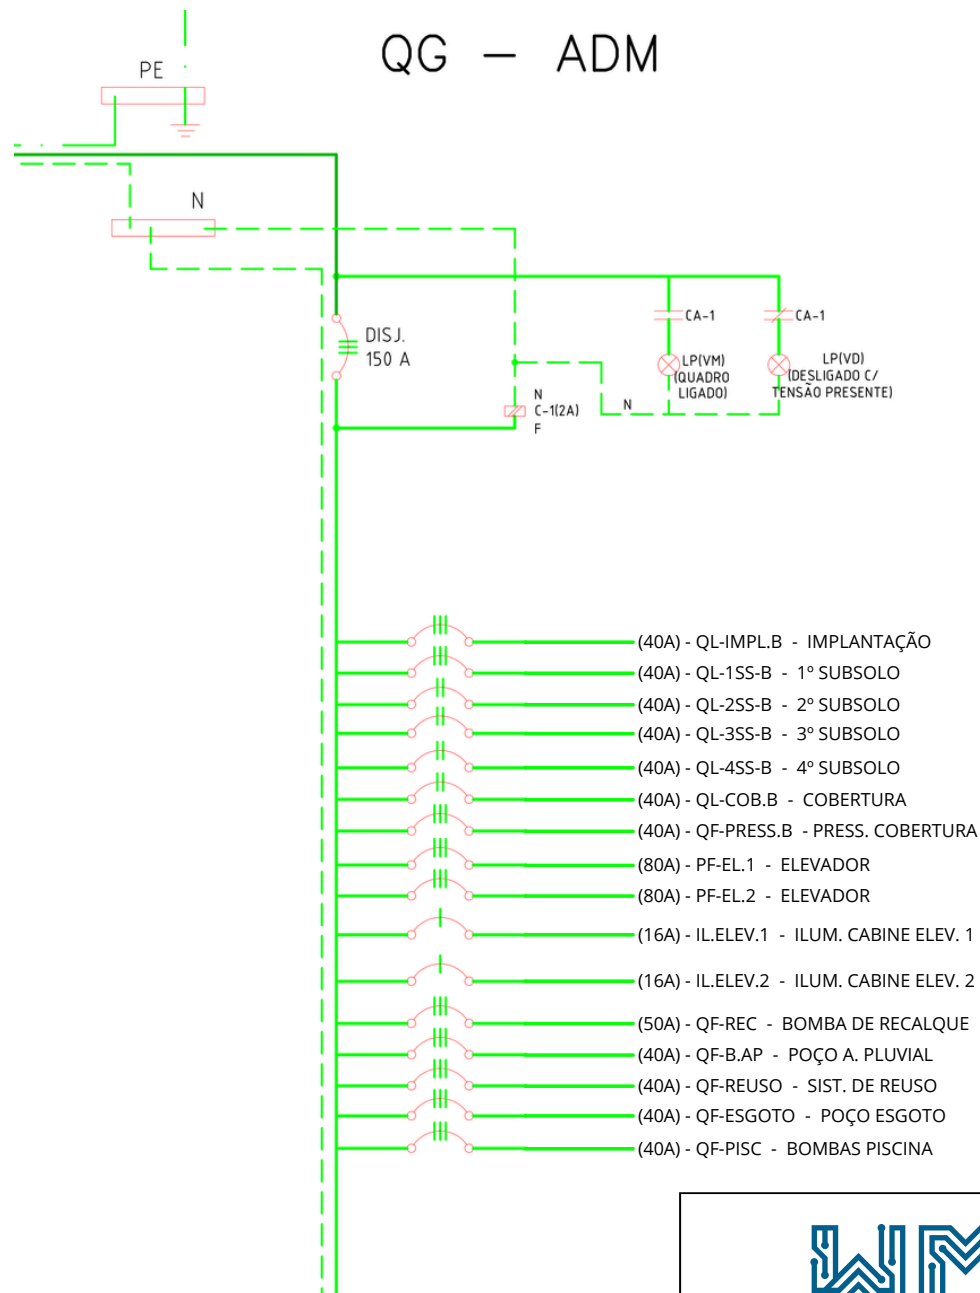 QG - ADM
PE
N
DISJ.
150 A
CA-1
CA-1
LP(VM)
(QUADRO
LIGADO)
LP(VD)
(DESLIGADO C/
TENSÃO PRESENTE)
N
C-1(2A)
F
N
(40A) - QL-IMPL.B - IMPLANTAÇÃO
(40A) - QL-1SS-B - 1º SUBSOLO
(40A) - QL-2SS-B - 2º SUBSOLO
(40A) - QL-3SS-B - 3º SUBSOLO
(40A) - QL-4SS-B - 4º SUBSOLO
(40A) - QL-COB.B - COBERTURA
(40A) - QF-PRESS.B - PRESS. COBERTURA
(80A) - PF-EL.1 - ELEVADOR
(80A) - PF-EL.2 - ELEVADOR
(16A) - IL.ELEV.1 - ILUM. CABINE ELEV. 1
(16A) - IL.ELEV.2 - ILUM. CABINE ELEV. 2
(50A) - QF-REC - BOMBA DE RECALQUE
(40A) - QF-B.AP - POÇO A. PLUVIAL
(40A) - QF-REUSO - SIST. DE REUSO
(40A) - QF-ESGOTO - POÇO ESGOTO
(40A) - QF-PISC - BOMBAS PISCINA